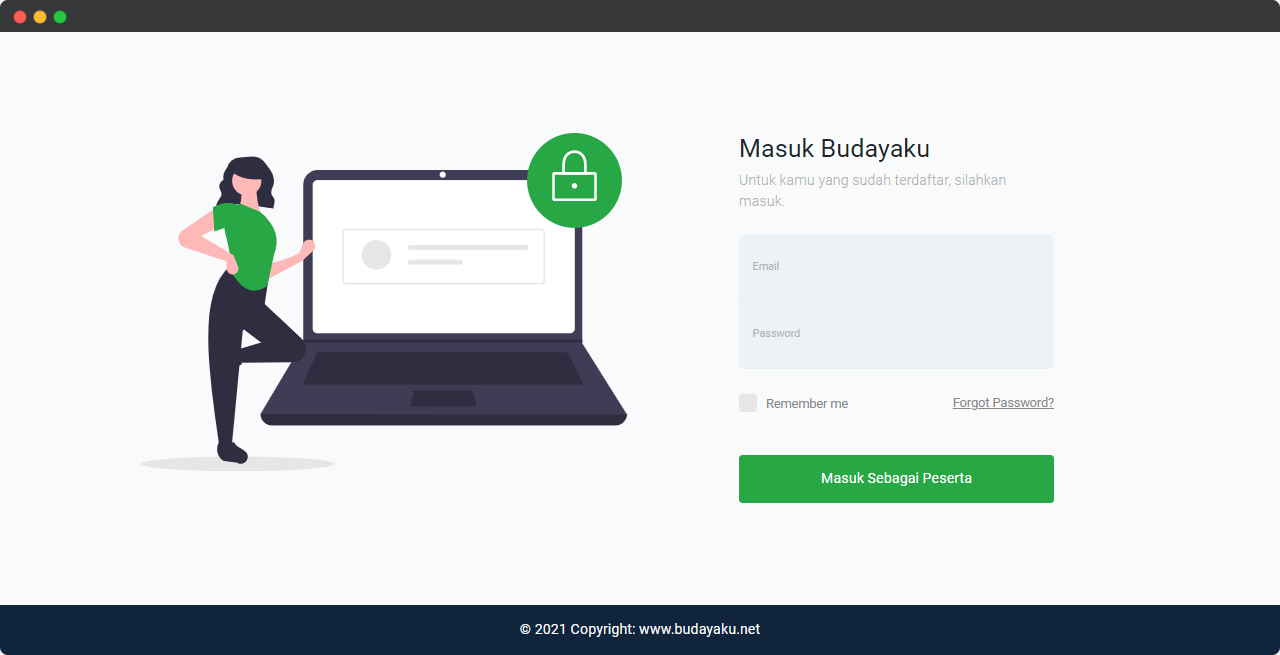 Masuk Budayaku
Untuk kamu yang sudah terdaftar, silahkan
masuk.
Email
Password
Remember me
Forgot Password?
Masuk Sebagai Peserta
© 2021 Copyright: www.budayaku.net